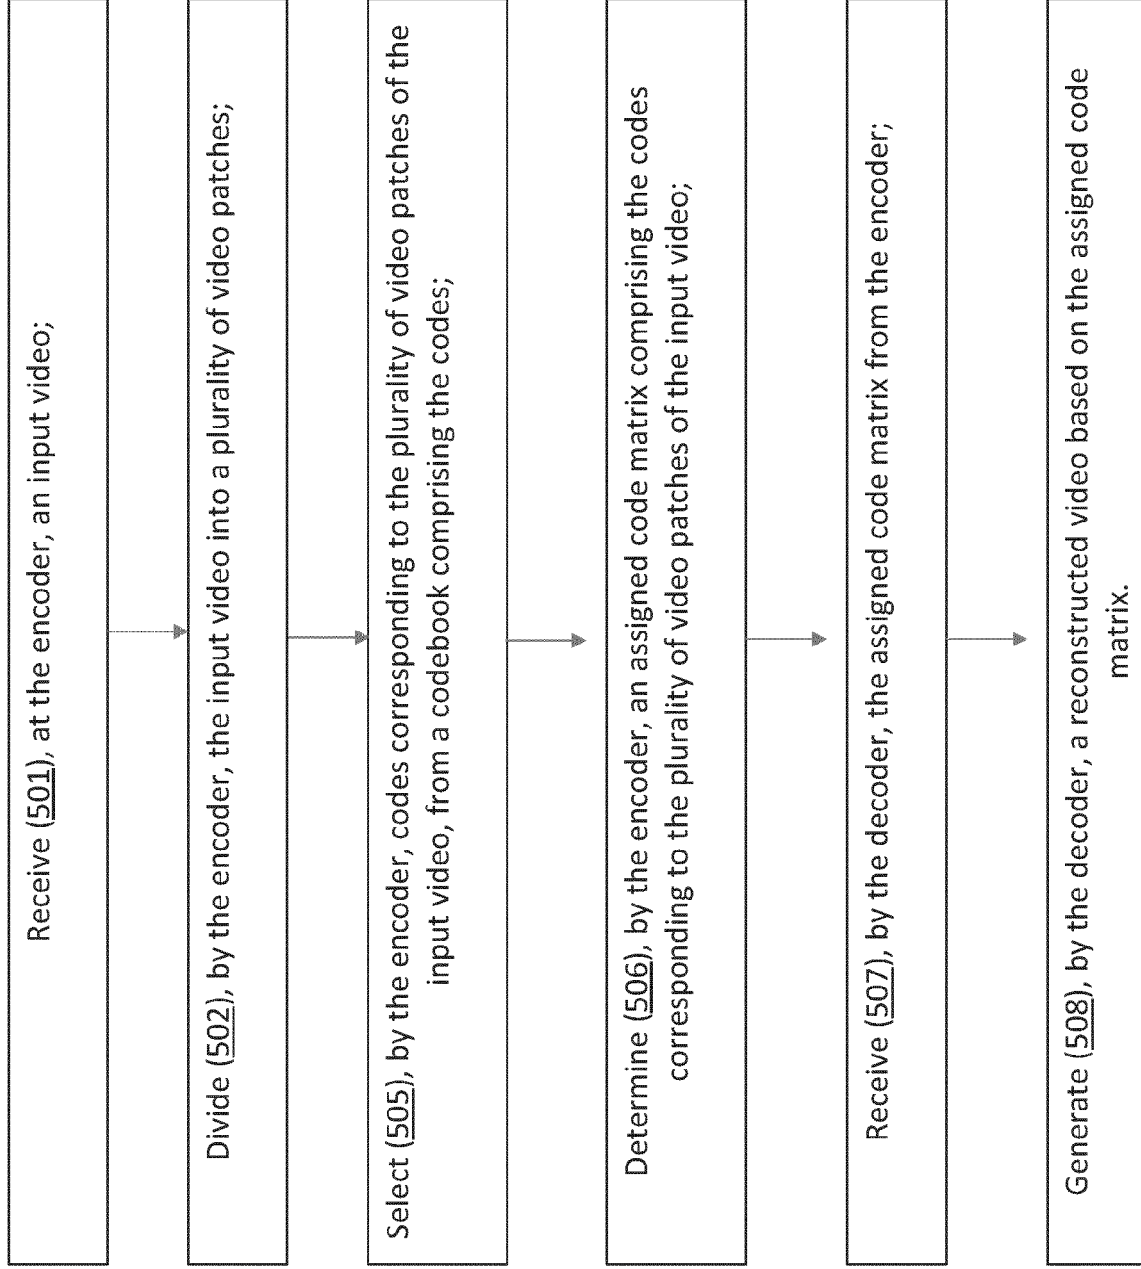 Receive (501), at the encoder, an input video;
Divide (502), by the encoder, the input video into a plurality of video patches;
Select (505), by the encoder, codes corresponding to the plurality of video patches of the
input video, from a codebook comprising the codes;
Determine (506), by the encoder, an assigned code matrix comprising the codes
corresponding to the plurality of video patches of the input video;
Receive (507), by the decoder, the assigned code matrix from the encoder;
Generate (508), by the decoder, a reconstructed video based on the assigned code
matrix.